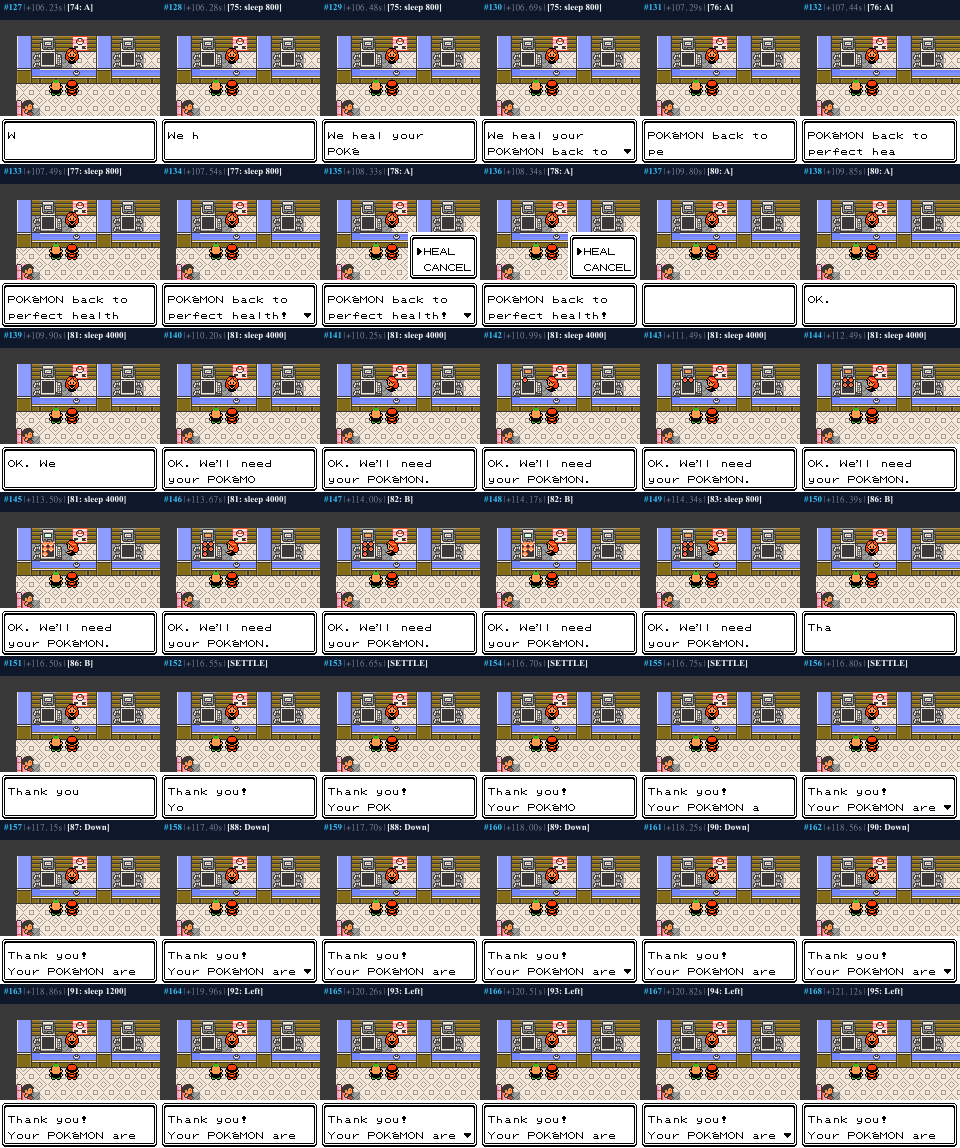 #127|+106.23s| [74: A]
#128|+106.28s| [75: sleep 800]
#129|+106.48s| [75: sleep 800]
#130|+106.69s| [75: sleep 800]
#131|+107.29s| [76: A]
#132|+107.44s| [76: A]
W
We h
We heal your
POKé
We heal your
POKéMON back to ▼
POKéMON back to
pe
POKéMON back to
perfect hea
#133|+107.49s| [77: sleep 800]
#134|+107.54s| [77: sleep 800]
#135|+108.33s| [78: A]
#136|+108.34s| [78: A]
#137|+109.80s| [80: A]
#138|+109.85s| [80: A]
POKéMON back to
perfect health
POKéMON back to
perfect health! ▼
▶HEAL
CANCEL
POKéMON back to
perfect health! ▼
▶HEAL
CANCEL
POKéMON back to
perfect health!
OK.
#139|+109.90s| [81: sleep 4000]
#140|+110.20s| [81: sleep 4000]
#141|+110.25s| [81: sleep 4000]
#142|+110.99s| [81: sleep 4000]
#143|+111.49s| [81: sleep 4000]
#144|+112.49s| [81: sleep 4000]
OK. We
OK. We'll need
your POKéMO
OK. We'll need
your POKéMON.
OK. We'll need
your POKéMON.
OK. We'll need
your POKéMON.
OK. We'll need
your POKéMON.
#145|+113.50s| [81: sleep 4000]
#146|+113.67s| [81: sleep 4000]
#147|+114.00s| [82: B]
#148|+114.17s| [82: B]
#149|+114.34s| [83: sleep 800]
#150|+116.39s| [86: B]
OK. We'll need
your POKéMON.
OK. We'll need
your POKéMON.
OK. We'll need
your POKéMON.
OK. We'll need
your POKéMON.
OK. We'll need
your POKéMON.
Tha
#151|+116.50s| [86: B]
#152|+116.55s| [SETTLE]
#153|+116.65s| [SETTLE]
#154|+116.70s| [SETTLE]
#155|+116.75s| [SETTLE]
#156|+116.80s| [SETTLE]
Thank you
Thank you!
Yo
Thank you!
Your POK
Thank you!
Your POKéMO
Thank you!
Your POKéMON a
Thank you!
Your POKéMON are ▼
#157|+117.15s| [87: Down]
#158|+117.40s| [88: Down]
#159|+117.70s| [88: Down]
#160|+118.00s| [89: Down]
#161|+118.25s| [90: Down]
#162|+118.56s| [90: Down]
Thank you!
Your POKéMON are
Thank you!
Your POKéMON are ▼
Thank you!
Your POKéMON are
Thank you!
Your POKéMON are ▼
Thank you!
Your POKéMON are
Thank you!
Your POKéMON are ▼
#163|+118.86s| [91: sleep 1200]
#164|+119.96s| [92: Left]
#165|+120.26s| [93: Left]
#166|+120.51s| [93: Left]
#167|+120.82s| [94: Left]
#168|+121.12s| [95: Left]
Thank you!
Your POKéMON are
Thank you!
Your POKéMON are
Thank you!
Your POKéMON are ▼
Thank you!
Your POKéMON are
Thank you!
Your POKéMON are ▼
Thank you!
Your POKéMON are